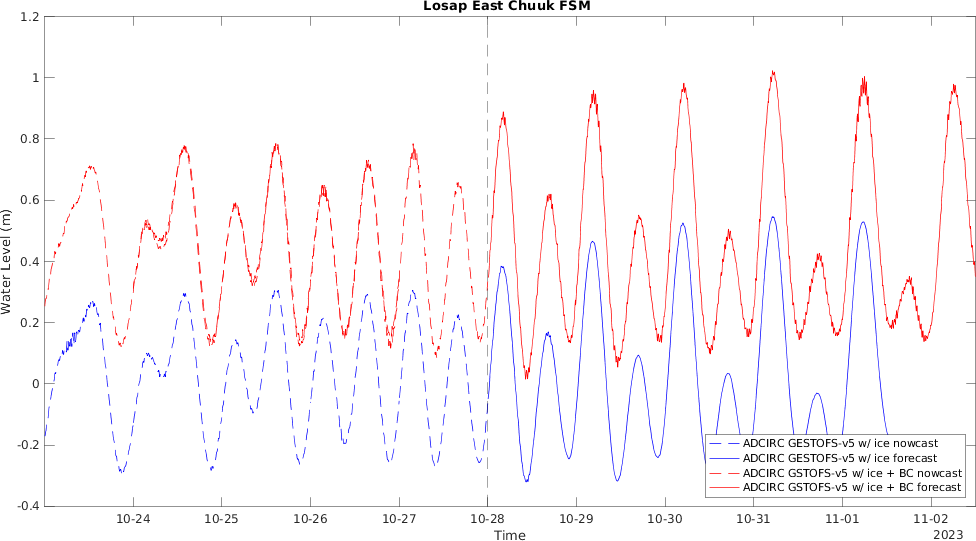 Losap East Chuuk FSM
1.2
1
0.8
0.6
0.4
0.2
0
-0.2
-0.4
Water Level (m)
ADCIRC GESTOFS-v5 w/ ice nowcast
ADCIRC GESTOFS-v5 w/ ice forecast
ADCIRC GSTOFS-v5 w/ ice + BC nowcast
ADCIRC GSTOFS-v5 w/ ice + BC forecast
10-24 10-25 10-26 10-27 10-28 10-29 10-30 10-31 11-01 11-02
Time
2023